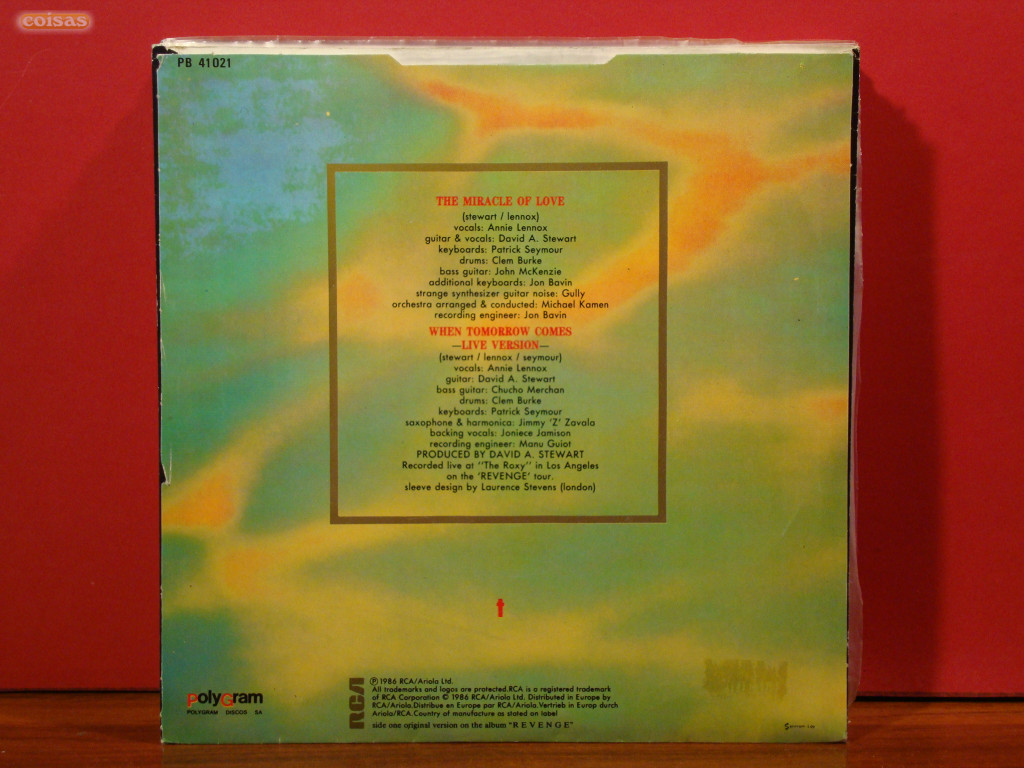 coisas
PB 41021
THE MIRACLE OF LOVE
(stewart / lennox)
vocals: Annie Lennox
guitar & vocals: David A. Stewart
keyboards: Patrick Seymour
drums: Clem Burke
bass guitar: John McKenzie
additional keyboards: Jon Bavin
strange synthesizer guitar noise: Gully
orchestra arranged & conducted: Michael Kamen
recording engineer: Jon Bavin
WHEN TOMORROW COMES
—LIVE VERSION—
(stewart / lennox / seymour)
vocals: Annie Lennox
guitar: David A. Stewart
bass guitar: Chucho Merchan
drums: Clem Burke
keyboards: Patrick Seymour
saxophone & harmonica: Jimmy 'Z' Zavala
backing vocals: Joniece Jamison
recording engineer: Manu Guiot
PRODUCED BY DAVID A. STEWART
Recorded live at "The Roxy" in Los Angeles
on the 'REVENGE' tour.
sleeve design by Laurence Stevens (london)
PolyGram
POLYGRAM DISCOS SA
RCA
Ⓟ 1986 RCA/Ariola Ltd.
All trademarks and logos are protected.RCA is a registered trademark
of RCA Corporation © 1986 RCA/Ariola Ltd. Distributed in Europe by
RCA/Ariola.Distribue en Europe par RCA/Ariola.Vertrieb in Europ durch
Ariola/RCA.Country of manufacture as stated on label
side one original version on the album "REVENGE"